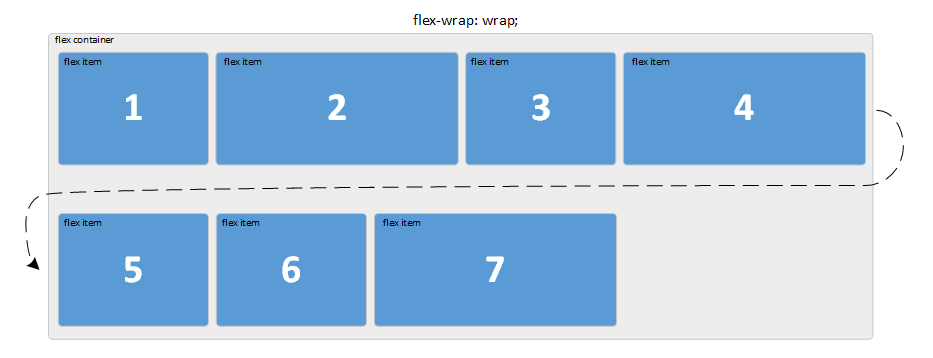 flex-wrap: wrap;
flex container
flex item
flex item
flex item
flex item
1
2
3
4
flex item
flex item
flex item
5
6
7